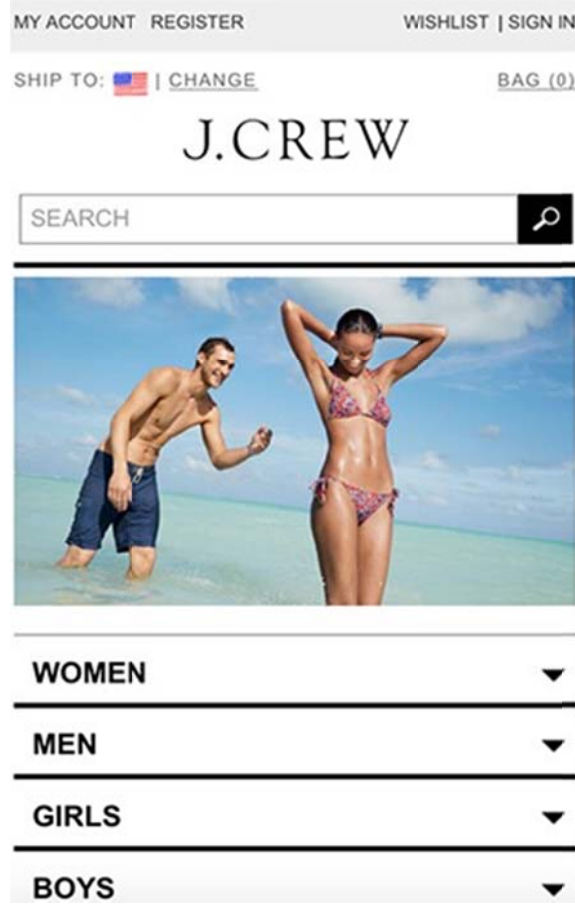 MY ACCOUNT REGISTER WISHLIST | SIGN IN
SHIP TO: | CHANGE BAG (0)
J.CREW
SEARCH
WOMEN
MEN
GIRLS
BOYS